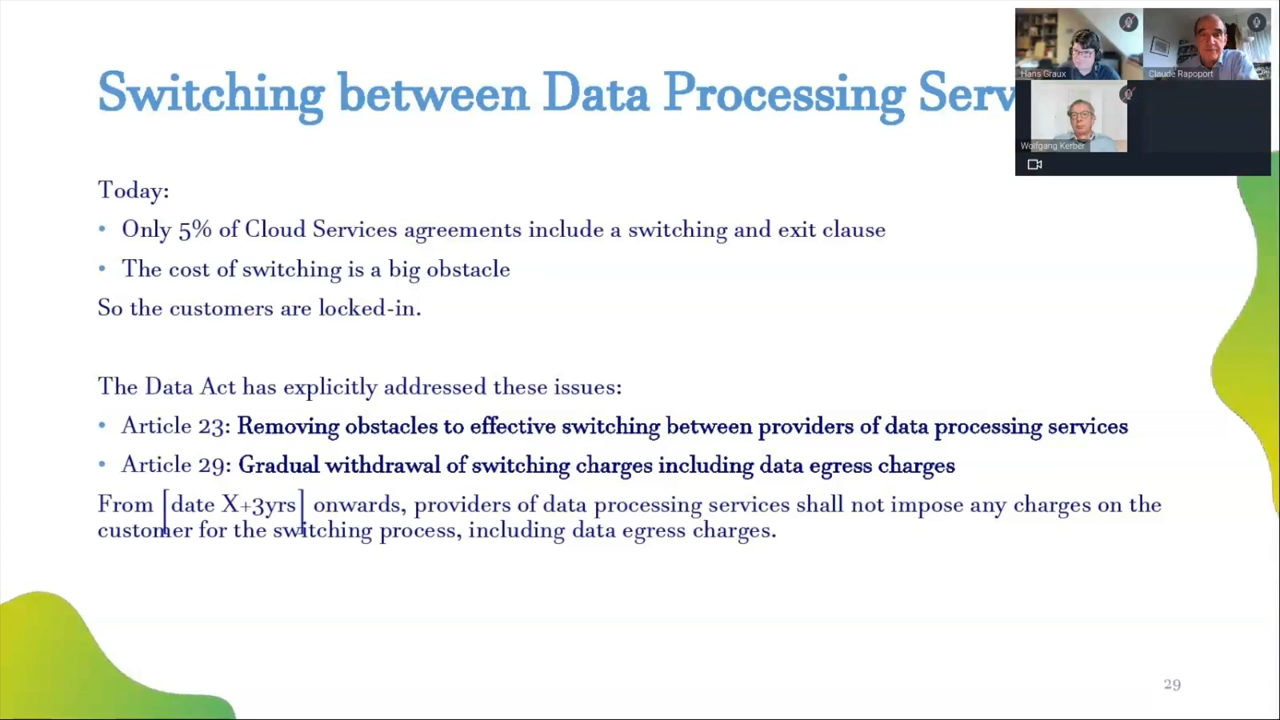 Switching between Data Processing Serv
Hans Graux
Claude Rapoport
Wolfgang Kerber
Today:
• Only 5% of Cloud Services agreements include a switching and exit clause
• The cost of switching is a big obstacle
So the customers are locked-in.
The Data Act has explicitly addressed these issues:
• Article 23: Removing obstacles to effective switching between providers of data processing services
• Article 29: Gradual withdrawal of switching charges including data egress charges
From [date X+3yrs] onwards, providers of data processing services shall not impose any charges on the
customer for the switching process, including data egress charges.
29